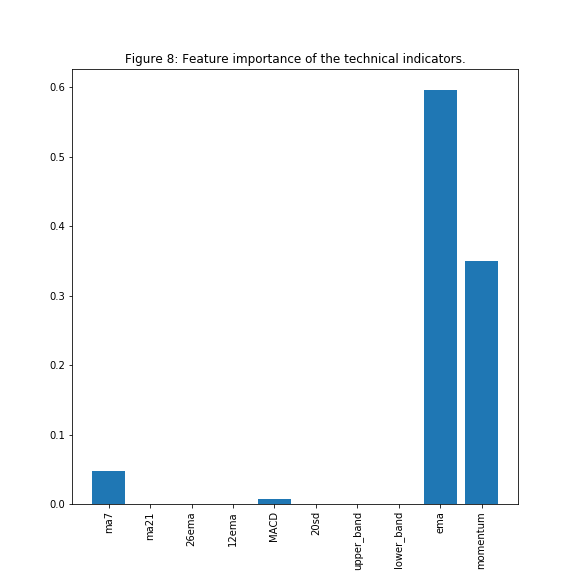 Figure 8: Feature importance of the technical indicators.
0.6
0.5
0.4
0.3
0.2
0.1
0.0
ma7
ma21
26ema
12ema
MACD
20sd
upper_band
lower_band
ema
momentum